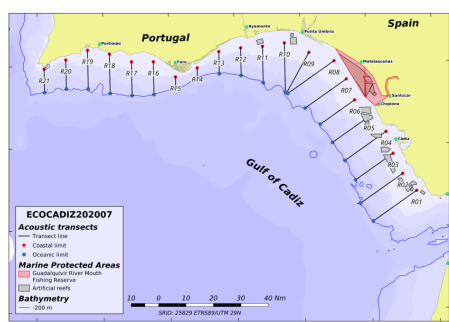 Spain
Portugal
Ayamonte
Punta Umbria
Portimão
Matalascañas
Faro
Sanlucar
Chipiona
Cadiz
R21
R20
R19
R18
R17
R16
R15
R14
R13
R12
R11
R10
R09
R08
R07
R06
R05
R04
R03
R02
R01
Gulf of Cadiz
ECOCADIZ202007
Acoustic transects
Transect line
Coastal limit
Oceanic limit
Marine Protected Areas
Guadalquivir River Mouth
Fishing Reserve
Artificial reefs
Bathymetry
-200 m
10 0 10 20 30 40 Nm
SRID: 25829 ETRS89/UTM 29N